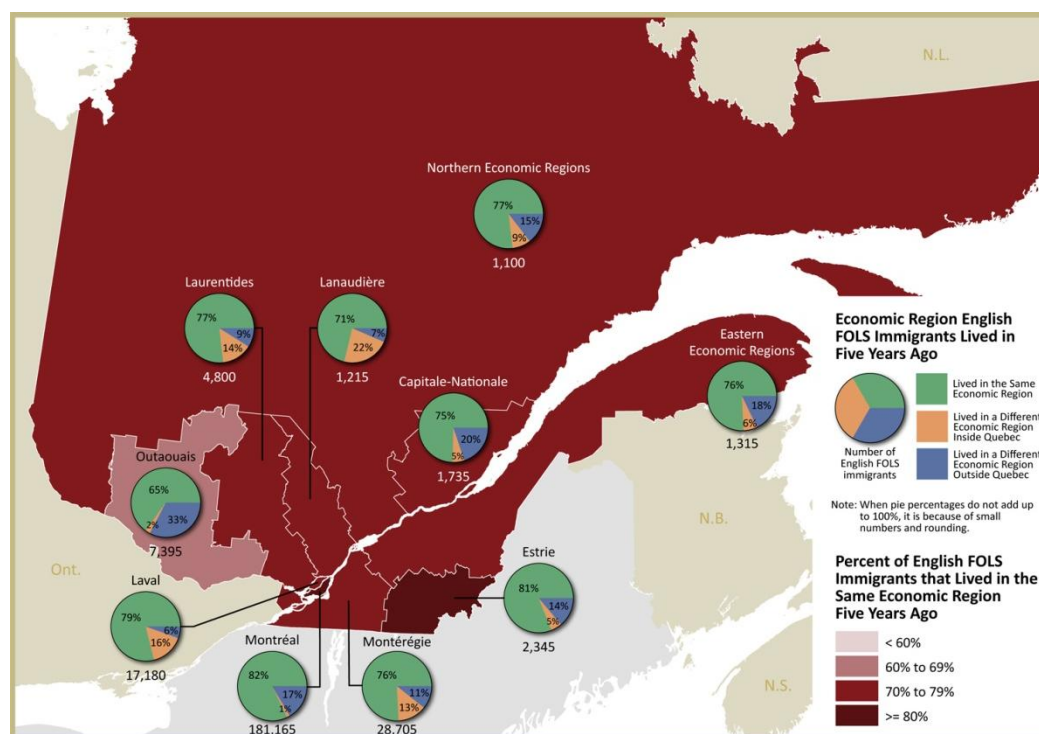 N.L.
Northern Economic Regions
77%
15%
9%
1,100
Laurentides
77%
9%
14%
4,800
Lanaudière
71%
7%
22%
1,215
Capitale-Nationale
75%
20%
5%
1,735
Eastern
Economic Regions
76%
18%
6%
1,315
Outaouais
65%
33%
2%
7,395
Ont.
Laval
79%
6%
16%
17,180
Montréal
82%
17%
1%
181,165
Montérégie
76%
11%
13%
28,705
Estrie
81%
14%
5%
2,345
N.B.
N.S.
Economic Region English
FOLS Immigrants Lived in
Five Years Ago
Number of
English FOLS
immigrants
Lived in the Same
Economic Region
Lived in a Different
Economic Region
Inside Quebec
Lived in a Different
Economic Region
Outside Quebec
Note: When pie percentages do not add up
to 100%, it is because of small
numbers and rounding.
Percent of English FOLS
Immigrants that Lived in the
Same Economic Region
Five Years Ago
< 60%
60% to 69%
70% to 79%
>= 80%